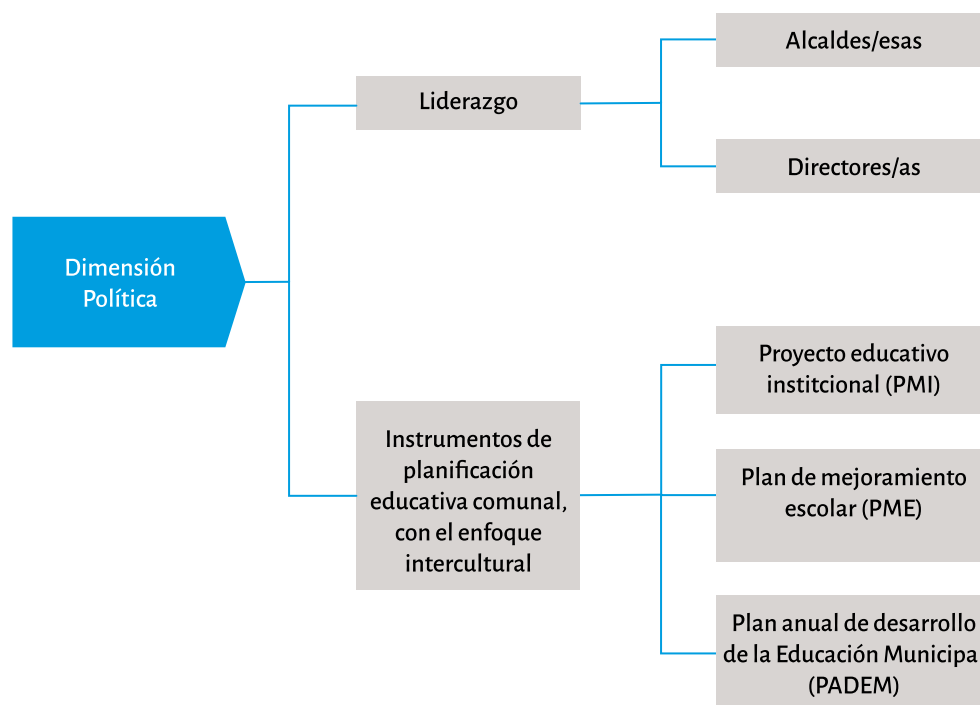 Dimensión
Política
Liderazgo
Alcaldes/esas
Directores/as
Instrumentos de
planificación
educativa comunal,
con el enfoque
intercultural
Proyecto educativo
institcional (PMI)
Plan de mejoramiento
escolar (PME)
Plan anual de desarrollo
de la Educación Municipa
(PADEM)